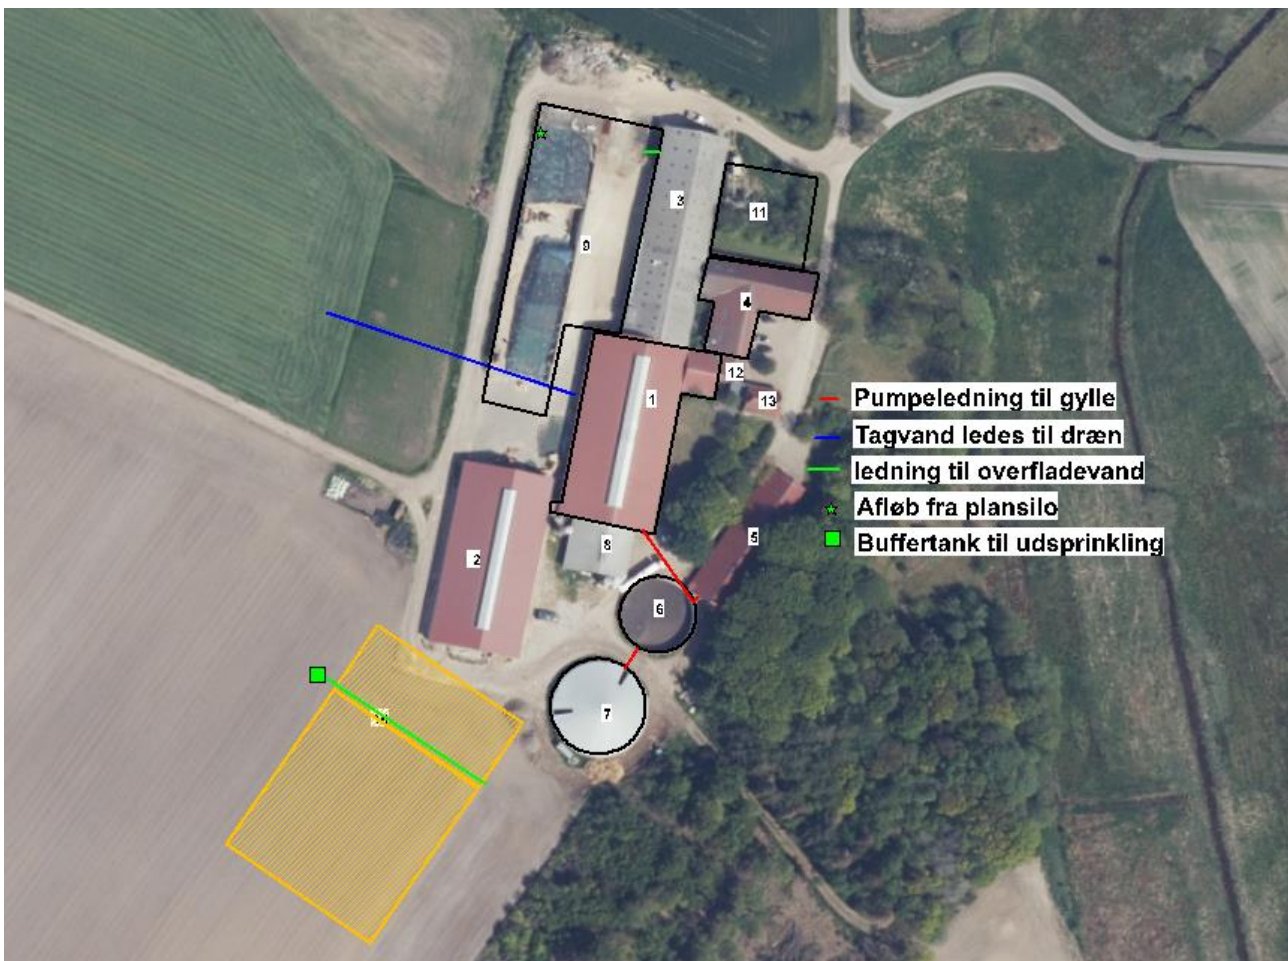 3
11
9
4
12
1
13
Pumpeledning til gylle
Tagvand ledes til dræn
ledning til overfladevand
Afløb fra plansilo
Buffertank til udsprinkling
5
8
2
6
7